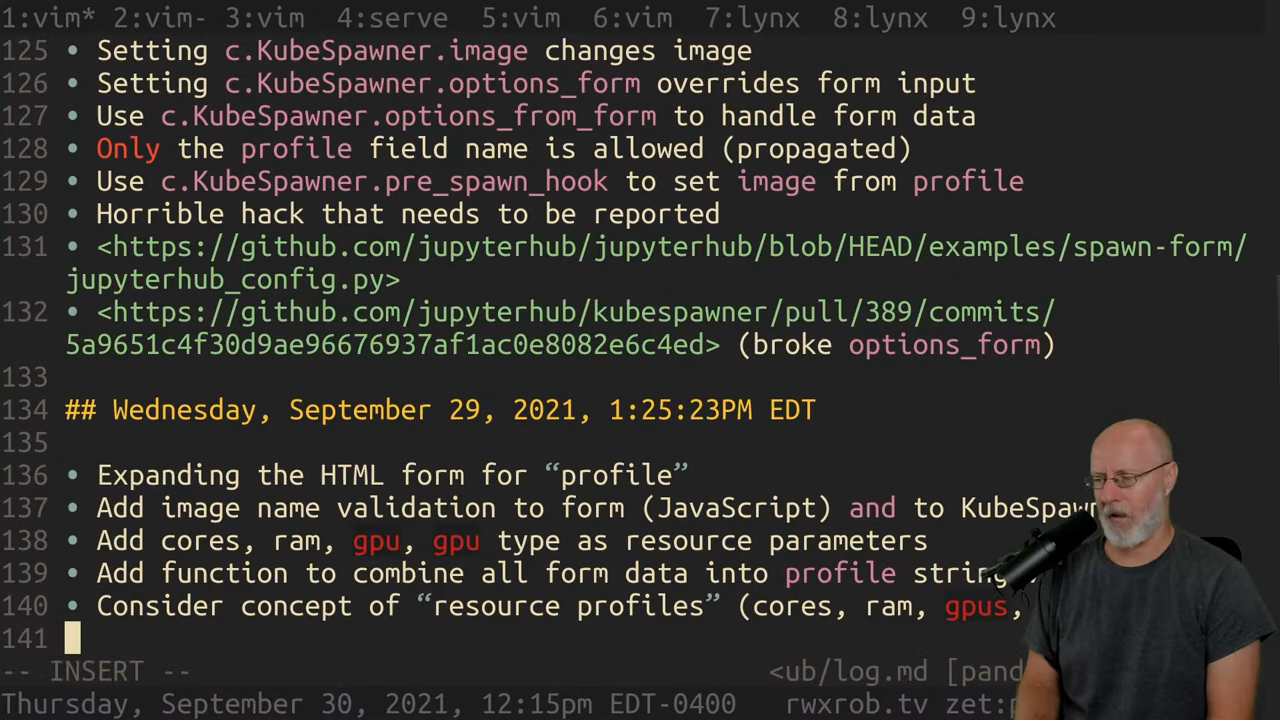 1:vim* 2:vim- 3:vim 4:serve 5:vim 6:vim 7:lynx 8:lynx 9:lynx
125 • Setting c.KubeSpawner.image changes image
126 • Setting c.KubeSpawner.options_form overrides form input
127 • Use c.KubeSpawner.options_from_form to handle form data
128 • Only the profile field name is allowed (propagated)
129 • Use c.KubeSpawner.pre_spawn_hook to set image from profile
130 • Horrible hack that needs to be reported
131 • <https://github.com/jupyterhub/jupyterhub/blob/HEAD/examples/spawn-form/
jupyterhub_config.py>
132 • <https://github.com/jupyterhub/kubespawner/pull/389/commits/
5a9651c4f30d9ae96676937af1ac0e8082e6c4ed> (broke options_form)
133
134 ## Wednesday, September 29, 2021, 1:25:23PM EDT
135
136 • Expanding the HTML form for “profile”
137 • Add image name validation to form (JavaScript) and to KubeSpawn
138 • Add cores, ram, gpu, gpu type as resource parameters
139 • Add function to combine all form data into profile string
140 • Consider concept of “resource profiles” (cores, ram, gpus,
141
-- INSERT -- <ub/log.md [pand
Thursday, September 30, 2021, 12:15pm EDT-0400 rwxrob.tv zet:p